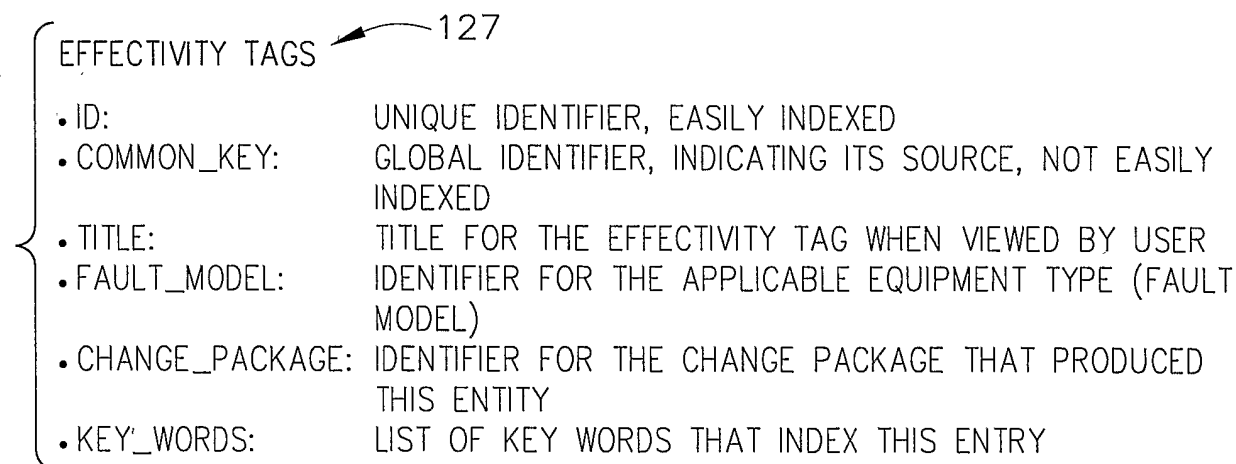 EFFECTIVITY TAGS 127
• ID: UNIQUE IDENTIFIER, EASILY INDEXED
• COMMON_KEY: GLOBAL IDENTIFIER, INDICATING ITS SOURCE, NOT EASILY
INDEXED
• TITLE: TITLE FOR THE EFFECTIVITY TAG WHEN VIEWED BY USER
• FAULT_MODEL: IDENTIFIER FOR THE APPLICABLE EQUIPMENT TYPE (FAULT
MODEL)
• CHANGE_PACKAGE: IDENTIFIER FOR THE CHANGE PACKAGE THAT PRODUCED
THIS ENTITY
• KEY_WORDS: LIST OF KEY WORDS THAT INDEX THIS ENTRY